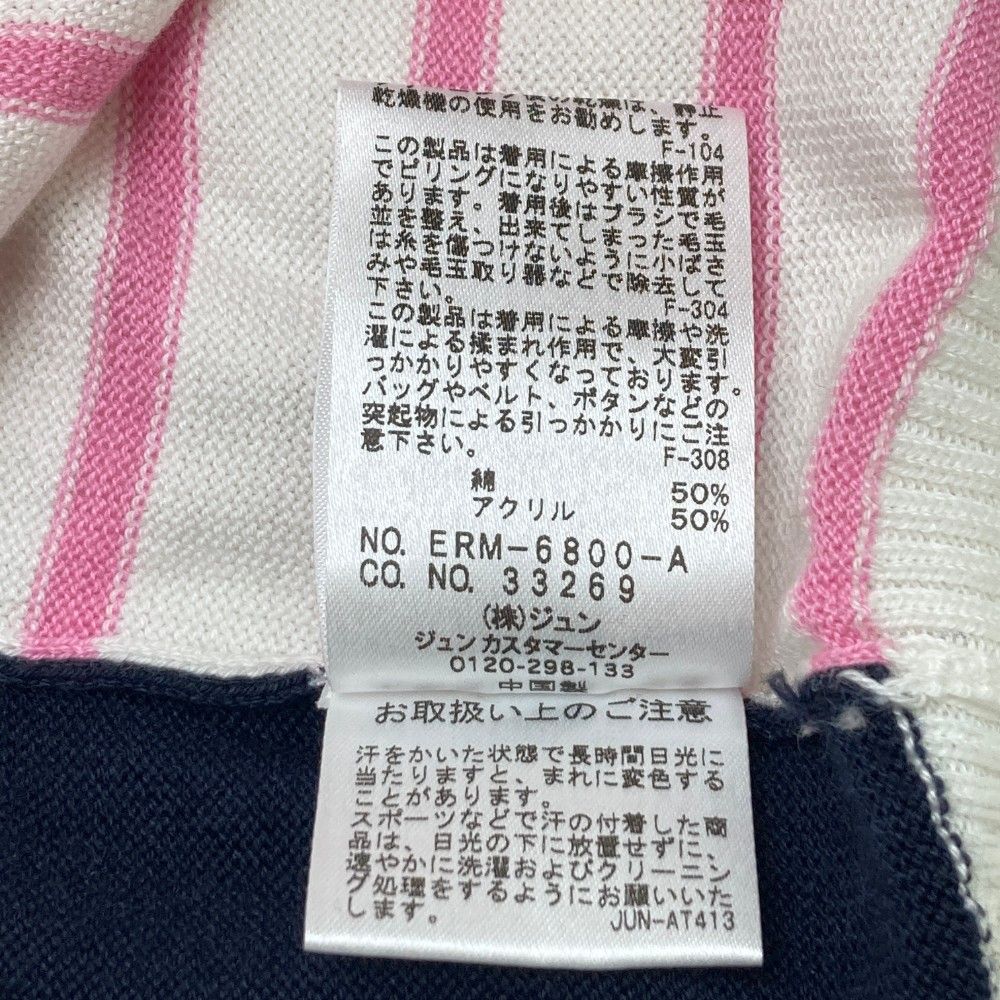 乾燥機の使用をお勧めします。
F-104
この製品は着用による摩擦作用
でピリングになりやすい性質が
あります。着用後はブラシで毛
並を整え、出来てしまった毛玉
は糸を傷つけないように小ばさ
みや毛玉取り器などで除去して
下さい。
F-304
この製品は着用による摩擦や洗
濯による揉まれ作用で、大変引
っかかりやすくなっております。
バッグやベルト、ボタンなどの
突起物による引っかかりにご注
意下さい。
F-308
綿 50%
アクリル 50%
NO. ERM-6800-A
CO. NO. 33269
(株)ジュン
ジュンカスタマーセンター
0120-298-133
中国製
お取扱い上のご注意
汗をかいた状態で長時間日光に
当たりますと、まれに変色する
ことがあります。
スポーツなどで汗の付着した商
品は、日光の下に放置せずに、
速やかに洗濯およびクリーニン
グ処理をするようにお願いいた
します。
JUN-AT413